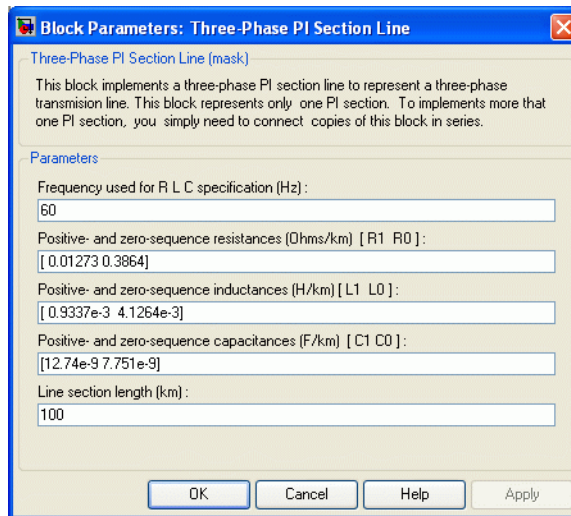 Block Parameters: Three-Phase PI Section Line
Three-Phase PI Section Line (mask)
This block implements a three-phase PI section line to represent a three-phase
transmision line. This block represents only one PI section. To implements more that
one PI section, you simply need to connect copies of this block in series.
Parameters
Frequency used for R L C specification (Hz) :
60
Positive- and zero-sequence resistances (Ohms/km) [ R1 R0 ] :
[ 0.01273 0.3864]
Positive- and zero-sequence inductances (H/km) [ L1 L0 ] :
[ 0.9337e-3 4.1264e-3]
Positive- and zero-sequence capacitances (F/km) [ C1 C0 ] :
[12.74e-9 7.751e-9]
Line section length (km) :
100
OK Cancel Help Apply